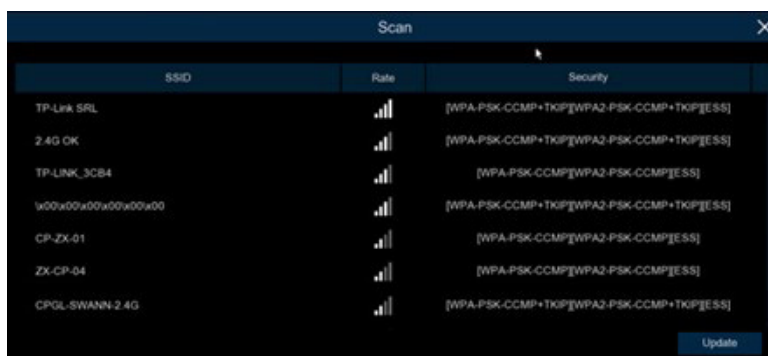 Scan
SSID Rate Security
TP-Link SRL [WPA-PSK-CCMP+TKIP][WPA2-PSK-CCMP+TKIP][ESS]
2.4G OK [WPA-PSK-CCMP+TKIP][WPA2-PSK-CCMP+TKIP][ESS]
TP-LINK_3CB4 [WPA-PSK-CCMP][WPA2-PSK-CCMP][ESS]
\x00\x00\x00\x00\x00\x00 [WPA-PSK-CCMP+TKIP][WPA2-PSK-CCMP+TKIP][ESS]
CP-ZX-01 [WPA-PSK-CCMP][WPA2-PSK-CCMP][ESS]
ZX-CP-04 [WPA-PSK-CCMP][WPA2-PSK-CCMP][ESS]
CPGL-SWANN-2.4G [WPA-PSK-CCMP+TKIP][WPA2-PSK-CCMP+TKIP][ESS]
Update